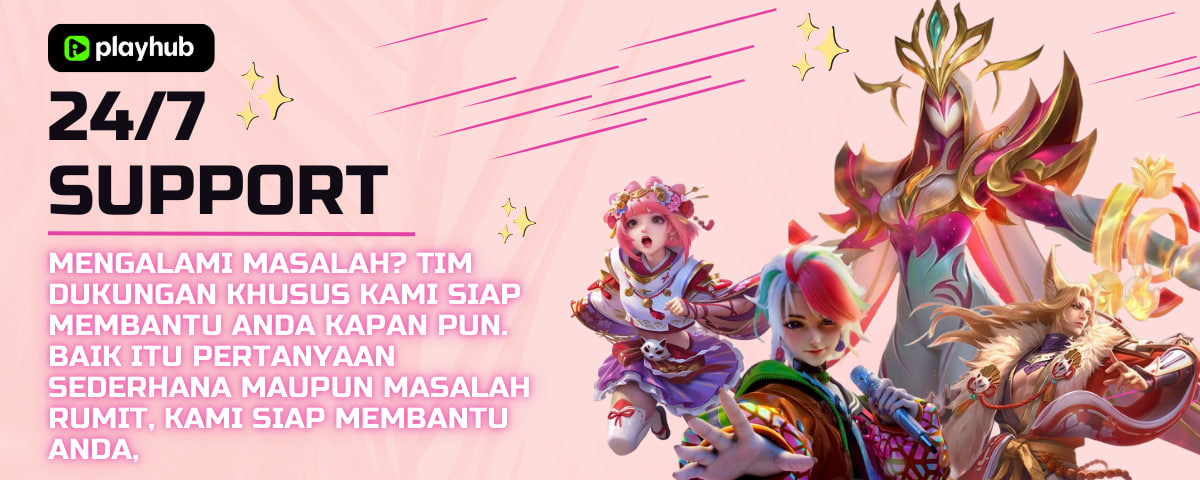 playhub
24/7
SUPPORT
MENGALAMI MASALAH? TIM
DUKUNGAN KHUSUS KAMI SIAP
MEMBANTU ANDA KAPAN PUN.
BAIK ITU PERTANYAAN
SEDERHANA MAUPUN MASALAH
RUMIT, KAMI SIAP MEMBANTU
ANDA,